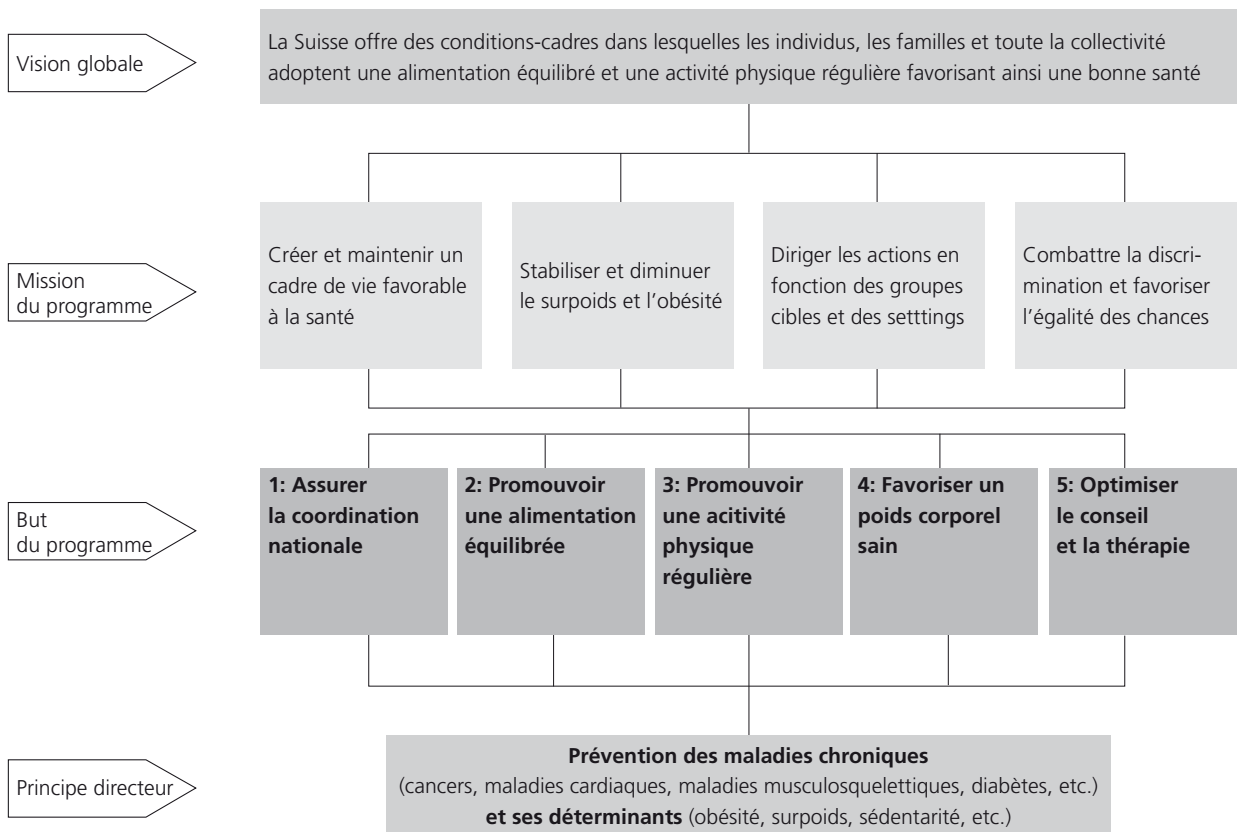 Vision globale
La Suisse offre des conditions-cadres dans lesquelles les individus, les familles et toute la collectivité
adoptent une alimentation équilibré et une activité physique régulière favorisant ainsi une bonne santé
Mission
du programme
Créer et maintenir un
cadre de vie favorable
à la santé
Stabiliser et diminuer
le surpoids et l'obésité
Diriger les actions en
fonction des groupes
cibles et des setttings
Combattre la discri-
mination et favoriser
l'égalité des chances
But
du programme
1: Assurer
la coordination
nationale
2: Promouvoir
une alimentation
équilibrée
3: Promouvoir
une acitivité
physique
régulière
4: Favoriser un
poids corporel
sain
5: Optimiser
le conseil
et la thérapie
Principe directeur
Prévention des maladies chroniques
(cancers, maladies cardiaques, maladies musculosquelettiques, diabètes, etc.)
et ses déterminants (obésité, surpoids, sédentarité, etc.)